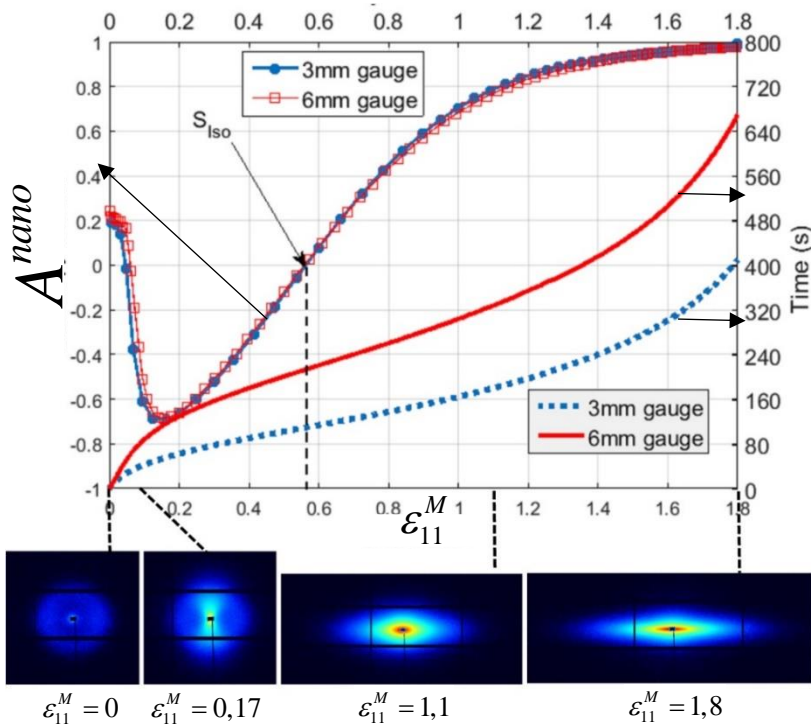 0 0.2 0.4 0.6 0.8 1 1.2 1.4 1.6 1.8
1 800
0.8 720
0.6 640
0.4 560
0.2 480
0 400
-0.2 320
-0.4 240
-0.6 160
-0.8 80
-1 0
3mm gauge
6mm gauge
S_Iso
A^nano
Time (s)
3mm gauge
6mm gauge
0 0.2 0.4 0.6 0.8 1 1.2 1.4 1.6 1.8
ε_11^M
ε_11^M = 0 ε_11^M = 0,17 ε_11^M = 1,1 ε_11^M = 1,8